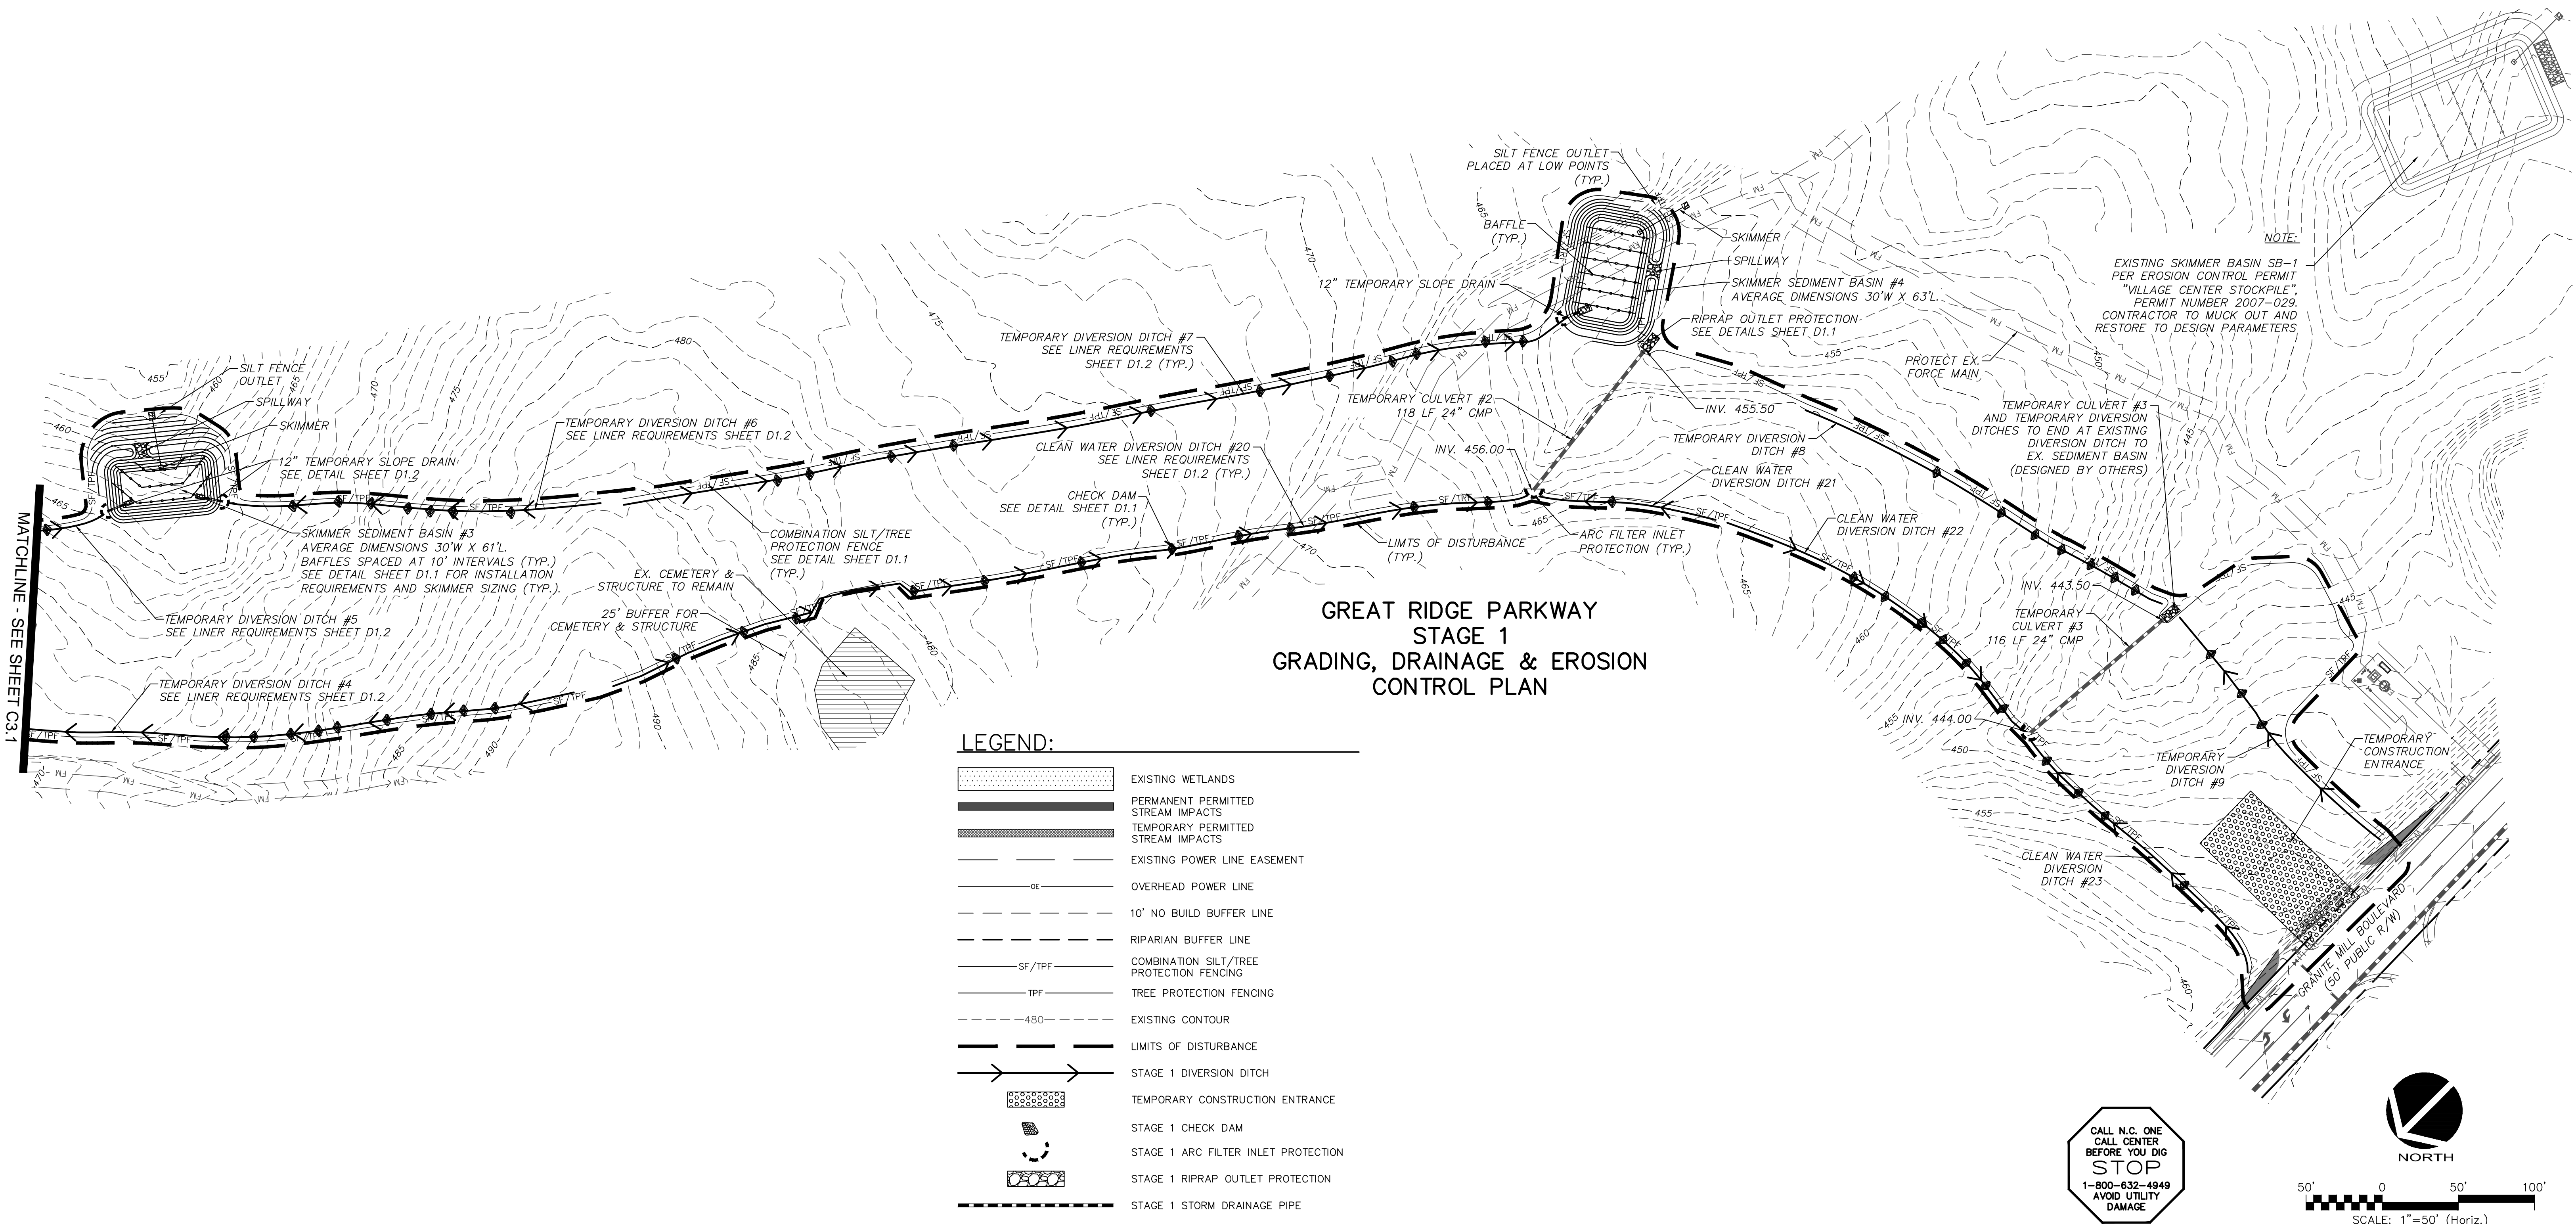 SILT FENCE OUTLET
PLACED AT LOW POINTS
(TYP.)
BAFFLE
(TYP.)
SKIMMER
SPILLWAY
12" TEMPORARY SLOPE DRAIN
SKIMMER SEDIMENT BASIN #4
AVERAGE DIMENSIONS 30'W X 63'L.
RIPRAP OUTLET PROTECTION
SEE DETAILS SHEET D1.1
NOTE:
EXISTING SKIMMER BASIN SB-1
PER EROSION CONTROL PERMIT
"VILLAGE CENTER STOCKPILE",
PERMIT NUMBER 2007-029.
CONTRACTOR TO MUCK OUT AND
RESTORE TO DESIGN PARAMETERS
PROTECT EX.
FORCE MAIN
TEMPORARY DIVERSION DITCH #7
SEE LINER REQUIREMENTS
SHEET D1.2 (TYP.)
SILT FENCE
OUTLET
SPILLWAY
SKIMMER
12" TEMPORARY SLOPE DRAIN
SEE DETAIL SHEET D1.2
TEMPORARY DIVERSION DITCH #6
SEE LINER REQUIREMENTS SHEET D1.2
TEMPORARY CULVERT #2
118 LF 24" CMP
INV. 455.50
CLEAN WATER DIVERSION DITCH #20
SEE LINER REQUIREMENTS
SHEET D1.2 (TYP.)
INV. 456.00
TEMPORARY DIVERSION
DITCH #8
CLEAN WATER
DIVERSION DITCH #21
TEMPORARY CULVERT #3
AND TEMPORARY DIVERSION
DITCHES TO END AT EXISTING
DIVERSION DITCH TO
EX. SEDIMENT BASIN
(DESIGNED BY OTHERS)
CHECK DAM
SEE DETAIL SHEET D1.1
(TYP.)
CLEAN WATER
DIVERSION DITCH #22
LIMTS OF DISTURBANCE
(TYP.)
ARC FILTER INLET
PROTECTION (TYP.)
MATCHLINE - SEE SHEET C3.1
SKIMMER SEDIMENT BASIN #3
AVERAGE DIMENSIONS 30'W X 61'L.
BAFFLES SPACED AT 10' INTERVALS (TYP.)
SEE DETAIL SHEET D1.1 FOR INSTALLATION
REQUIREMENTS AND SKIMMER SIZING (TYP.).
COMBINATION SILT/TREE
PROTECTION FENCE
SEE DETAIL SHEET D1.1
(TYP.)
EX. CEMETERY &
STRUCTURE TO REMAIN
25' BUFFER FOR
CEMETERY & STRUCTURE
TEMPORARY DIVERSION DITCH #5
SEE LINER REQUIREMENTS SHEET D1.2
TEMPORARY DIVERSION DITCH #4
SEE LINER REQUIREMENTS SHEET D1.2
INV. 443.50
TEMPORARY
CULVERT #3
116 LF 24" CMP
INV. 444.00
TEMPORARY
DIVERSION
DITCH #9
TEMPORARY
CONSTRUCTION
ENTRANCE
CLEAN WATER
DIVERSION
DITCH #23
GRANITE MILL BOULEVARD
(50' PUBLIC R/W)
GREAT RIDGE PARKWAY
STAGE 1
GRADING, DRAINAGE & EROSION
CONTROL PLAN
LEGEND:
EXISTING WETLANDS
PERMANENT PERMITTED
STREAM IMPACTS
TEMPORARY PERMITTED
STREAM IMPACTS
EXISTING POWER LINE EASEMENT
OE
OVERHEAD POWER LINE
10' NO BUILD BUFFER LINE
RIPARIAN BUFFER LINE
SF/TPF
COMBINATION SILT/TREE
PROTECTION FENCING
TPF
TREE PROTECTION FENCING
480
EXISTING CONTOUR
LIMITS OF DISTURBANCE
STAGE 1 DIVERSION DITCH
TEMPORARY CONSTRUCTION ENTRANCE
STAGE 1 CHECK DAM
STAGE 1 ARC FILTER INLET PROTECTION
STAGE 1 RIPRAP OUTLET PROTECTION
STAGE 1 STORM DRAINAGE PIPE
CALL N.C. ONE
CALL CENTER
BEFORE YOU DIG
STOP
1-800-632-4949
AVOID UTILITY
DAMAGE
NORTH
50' 0 50' 100'
SCALE: 1"=50' (Horiz.)